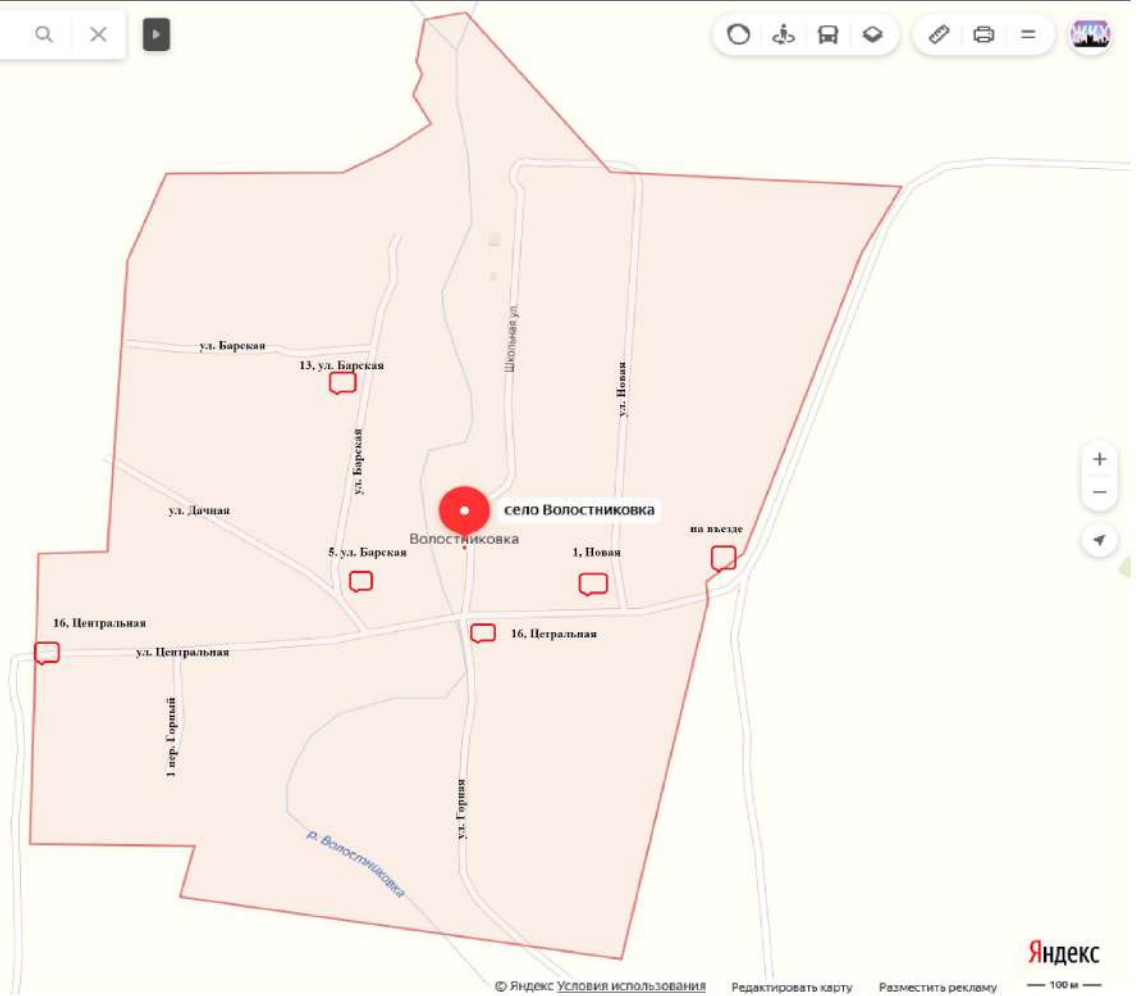 Школьная ул.
ул. Барская
13, ул. Барская
ул. Новая
ул. Барская
ул. Дачная
село Волостниковка
Волостниковка
на въезде
5. ул. Барская
1, Новая
16, Центральная
16, Цетральная
ул. Центральная
1 пер. Горный
ул. Горная
р. Волостниковка
Яндекс
© Яндекс Условия использования
Редактировать карту
Разместить рекламу
100 м